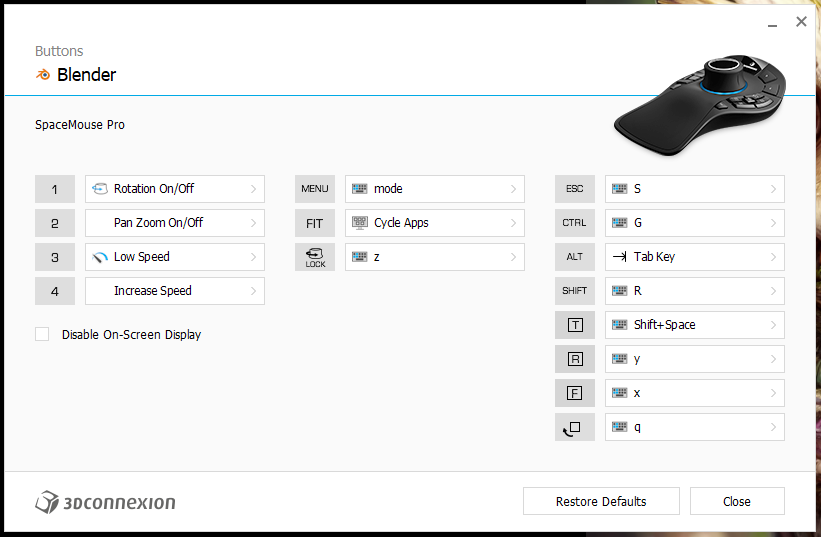 Buttons
Blender
SpaceMouse Pro
1 Rotation On/Off
2 Pan Zoom On/Off
3 Low Speed
4 Increase Speed
Disable On-Screen Display
MENU mode
FIT Cycle Apps
LOCK z
ESC S
CTRL G
ALT Tab Key
SHIFT R
T Shift+Space
R y
F x
q
3Dconnexion
Restore Defaults
Close